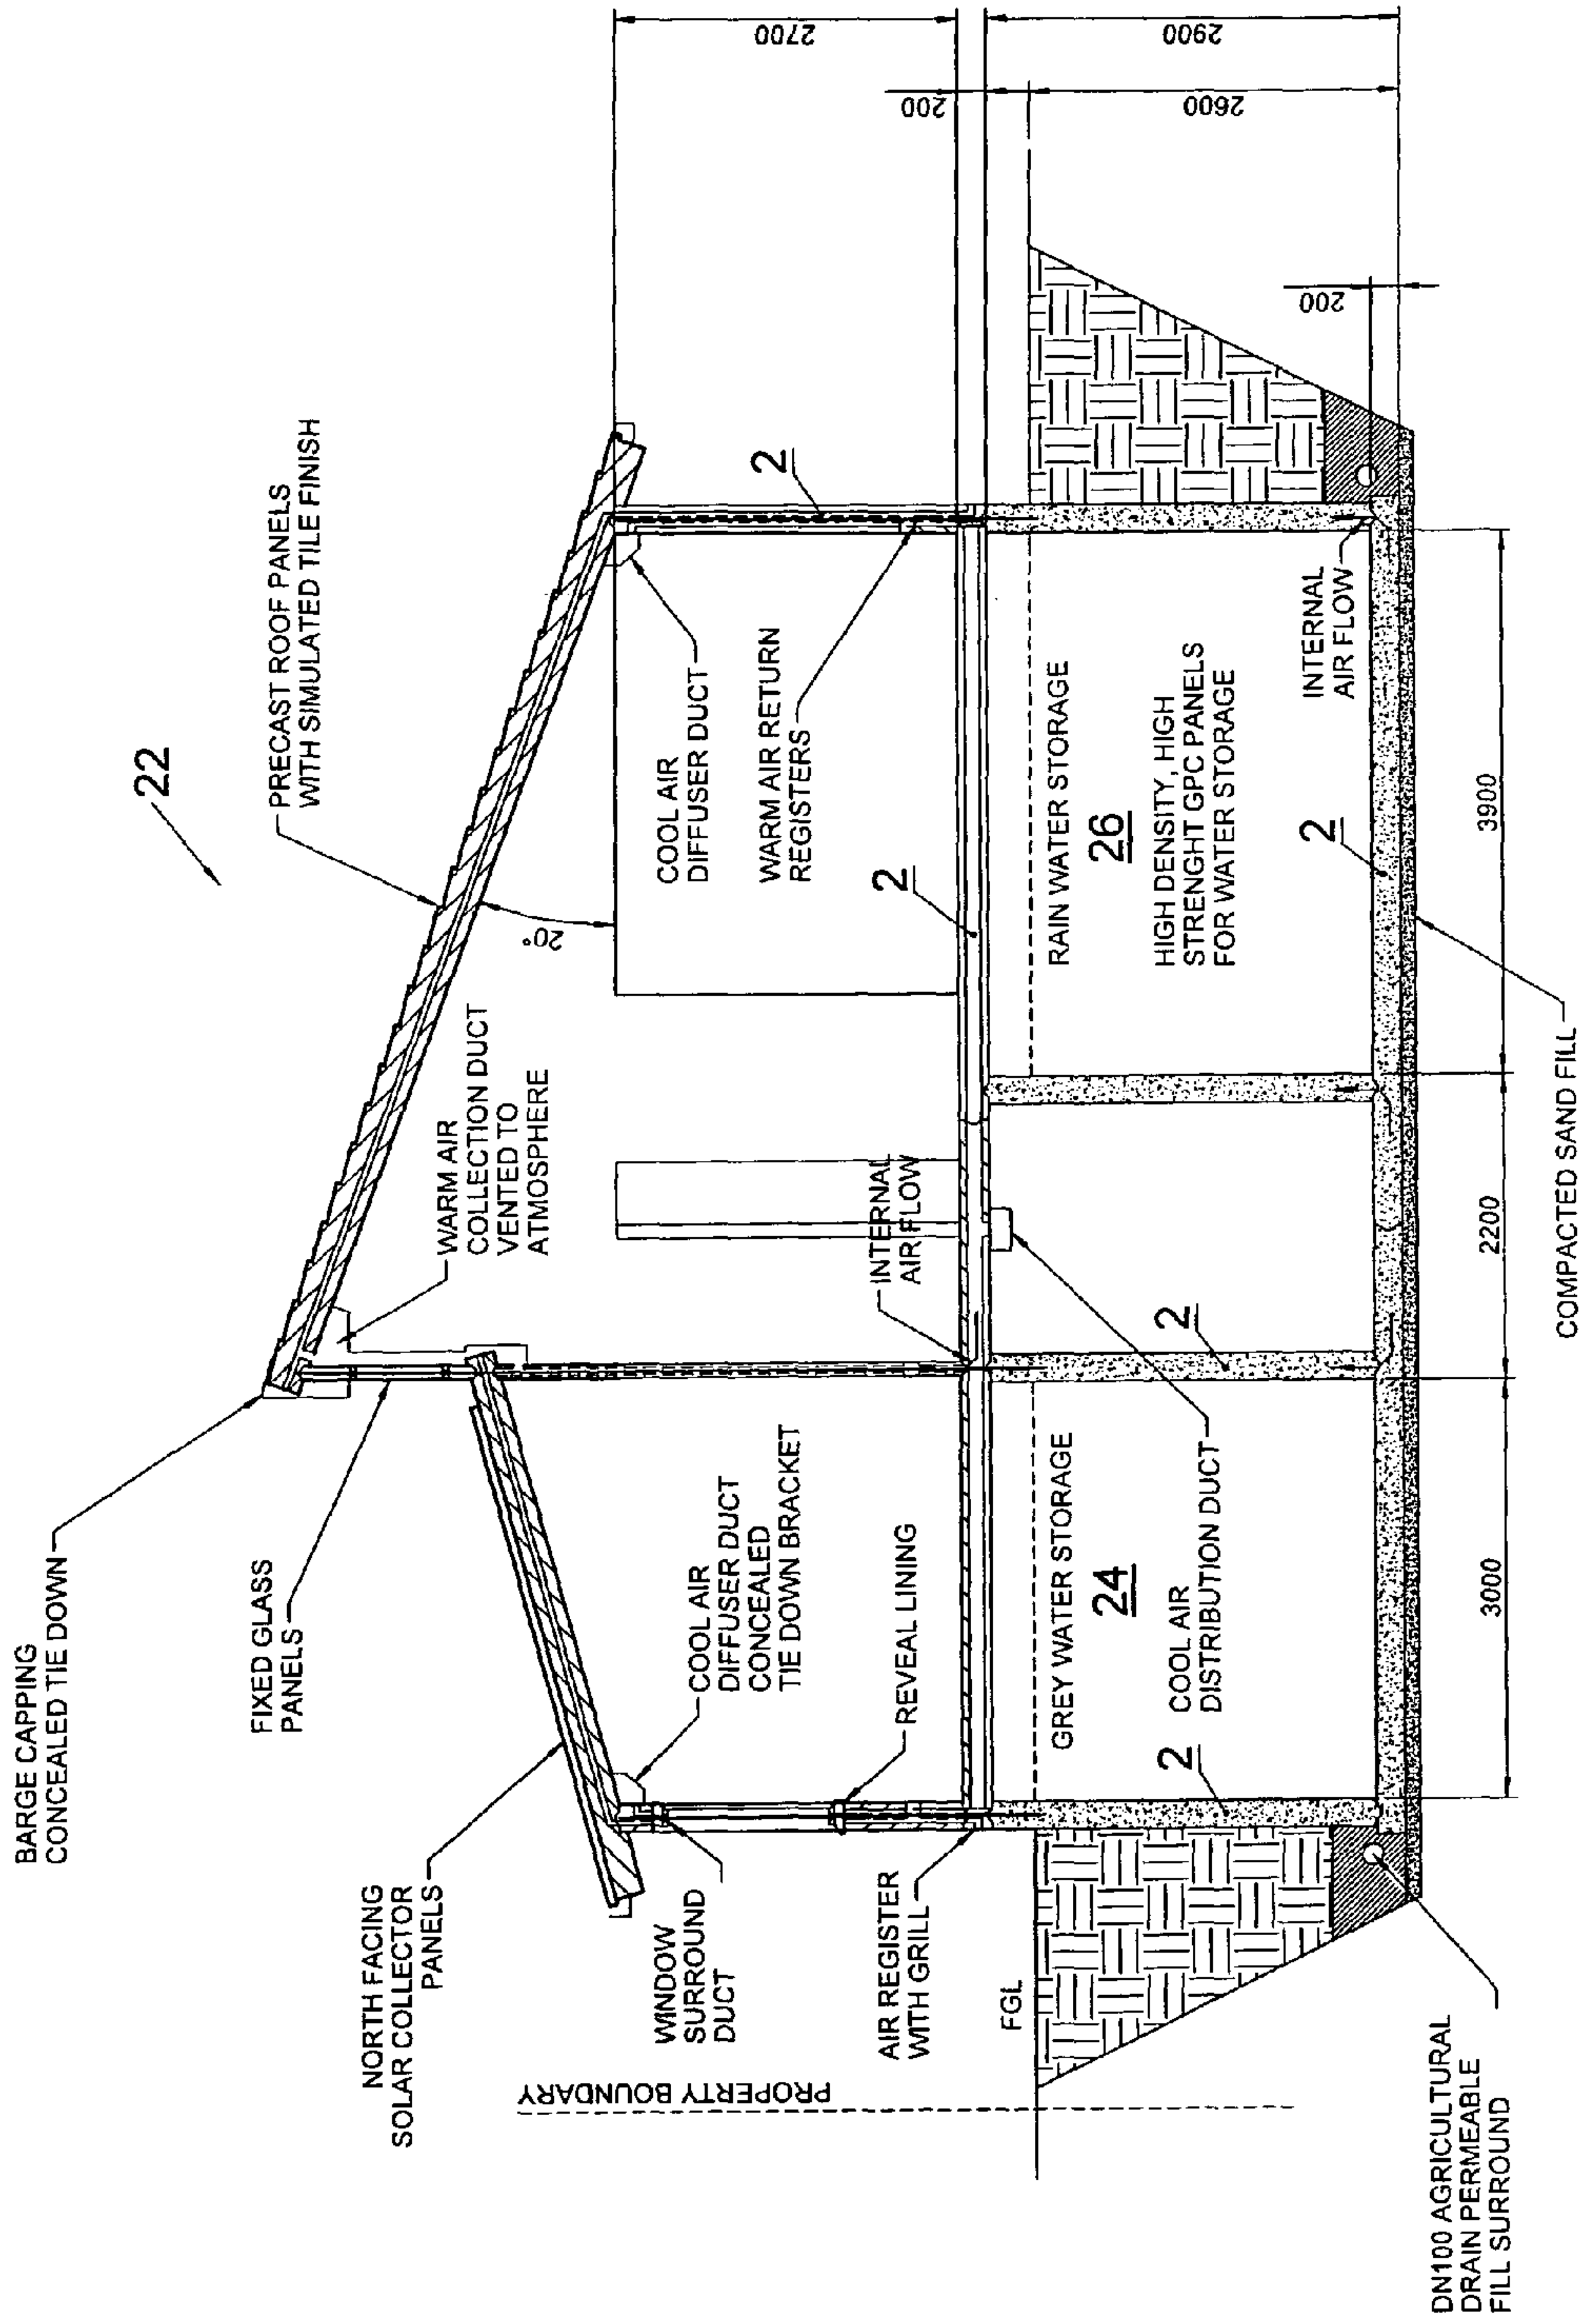 BARGE CAPPING
CONCEALED TIE DOWN
22
PRECAST ROOF PANELS
WITH SIMULATED TILE FINISH
FIXED GLASS
PANELS
NORTH FACING
SOLAR COLLECTOR
PANELS
WARM AIR
COLLECTION DUCT
VENTED TO
ATMOSPHERE
20°
2700
COOL AIR
DIFFUSER DUCT
CONCEALED
TIE DOWN BRACKET
COOL AIR
DIFFUSER DUCT
2
WINDOW
SURROUND
DUCT
WARM AIR RETURN
REGISTERS
PROPERTY BOUNDARY
REVEAL LINING
INTERNAL
AIR FLOW
2
AIR REGISTER
WITH GRILL
200
FGL
GREY WATER STORAGE
24
RAIN WATER STORAGE
26
2900
2600
COOL AIR
DISTRIBUTION DUCT
HIGH DENSITY, HIGH
STRENGHT GPC PANELS
FOR WATER STORAGE
2
2
2
INTERNAL
AIR FLOW
200
3000
2200
3900
DN100 AGRICULTURAL
DRAIN PERMEABLE
FILL SURROUND
COMPACTED SAND FILL